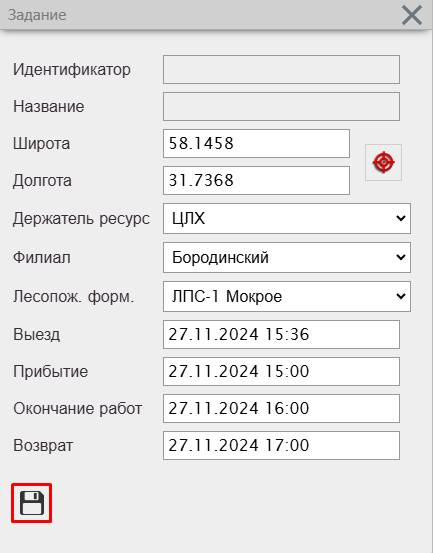 Задание
Идентификатор
Название
Широта 58.1458
Долгота 31.7368
Держатель ресурс ЦЛХ
Филиал Бородинский
Лесопож. форм. ЛПС-1 Мокрое
Выезд 27.11.2024 15:36
Прибытие 27.11.2024 15:00
Окончание работ 27.11.2024 16:00
Возврат 27.11.2024 17:00